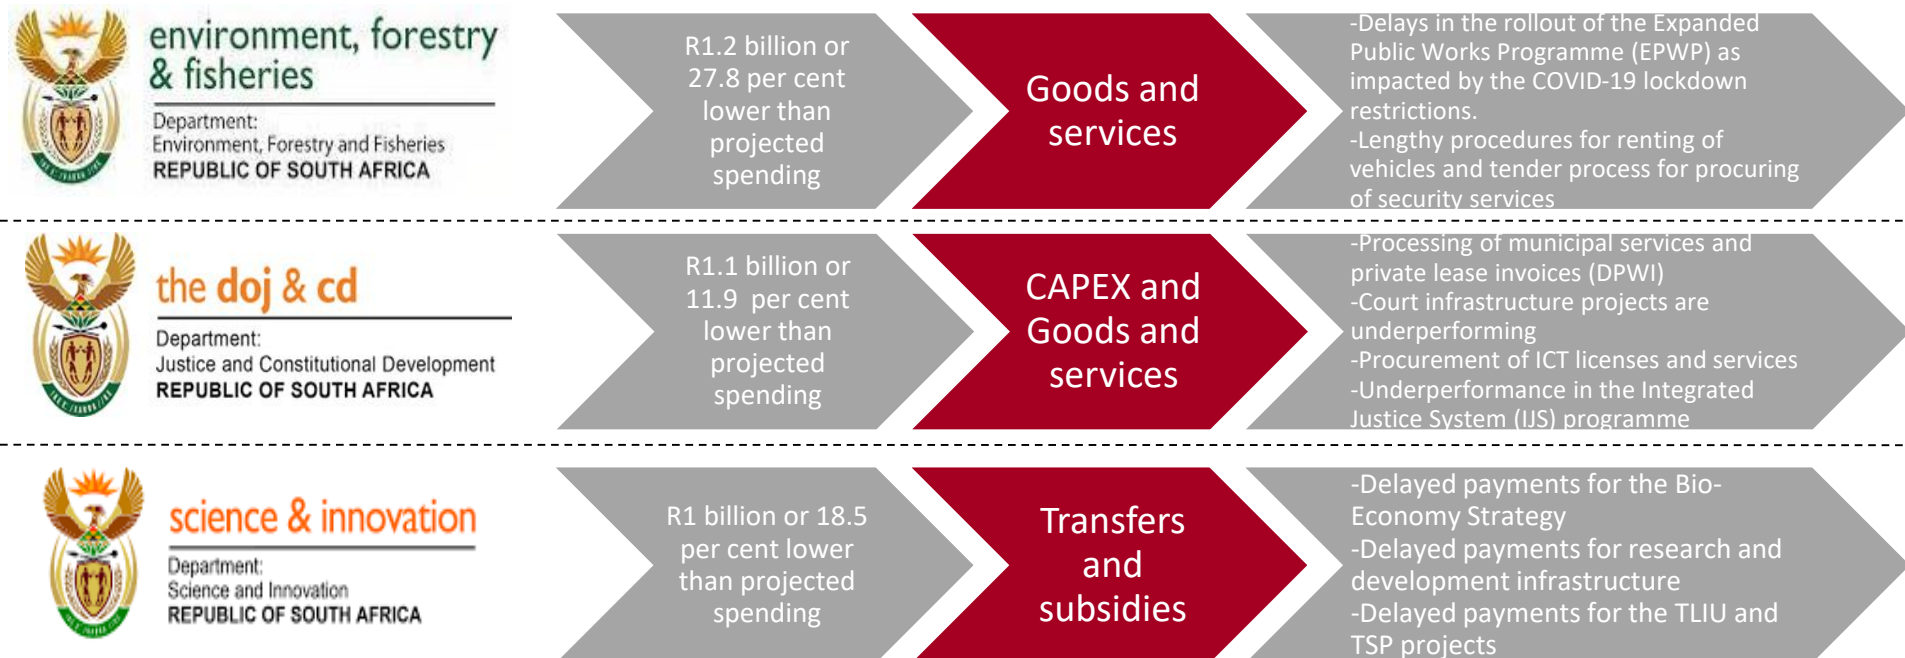 environment, forestry
& fisheries
Department:
Environment, Forestry and Fisheries
REPUBLIC OF SOUTH AFRICA
R1.2 billion or
27.8 per cent
lower than
projected
spending
Goods and
services
-Delays in the rollout of the Expanded
Public Works Programme (EPWP) as
impacted by the COVID-19 lockdown
restrictions.
-Lengthy procedures for renting of
vehicles and tender process for procuring
of security services
the doj & cd
Department:
Justice and Constitutional Development
REPUBLIC OF SOUTH AFRICA
R1.1 billion or
11.9 per cent
lower than
projected
spending
CAPEX and
Goods and
services
-Processing of municipal services and
private lease invoices (DPWI)
-Court infrastructure projects are
underperforming
-Procurement of ICT licenses and services
-Underperformance in the Integrated
Justice System (IJS) programme
science & innovation
Department:
Science and Innovation
REPUBLIC OF SOUTH AFRICA
R1 billion or 18.5
per cent lower
than projected
spending
Transfers
and
subsidies
-Delayed payments for the Bio-
Economy Strategy
-Delayed payments for research and
development infrastructure
-Delayed payments for the TLIU and
TSP projects